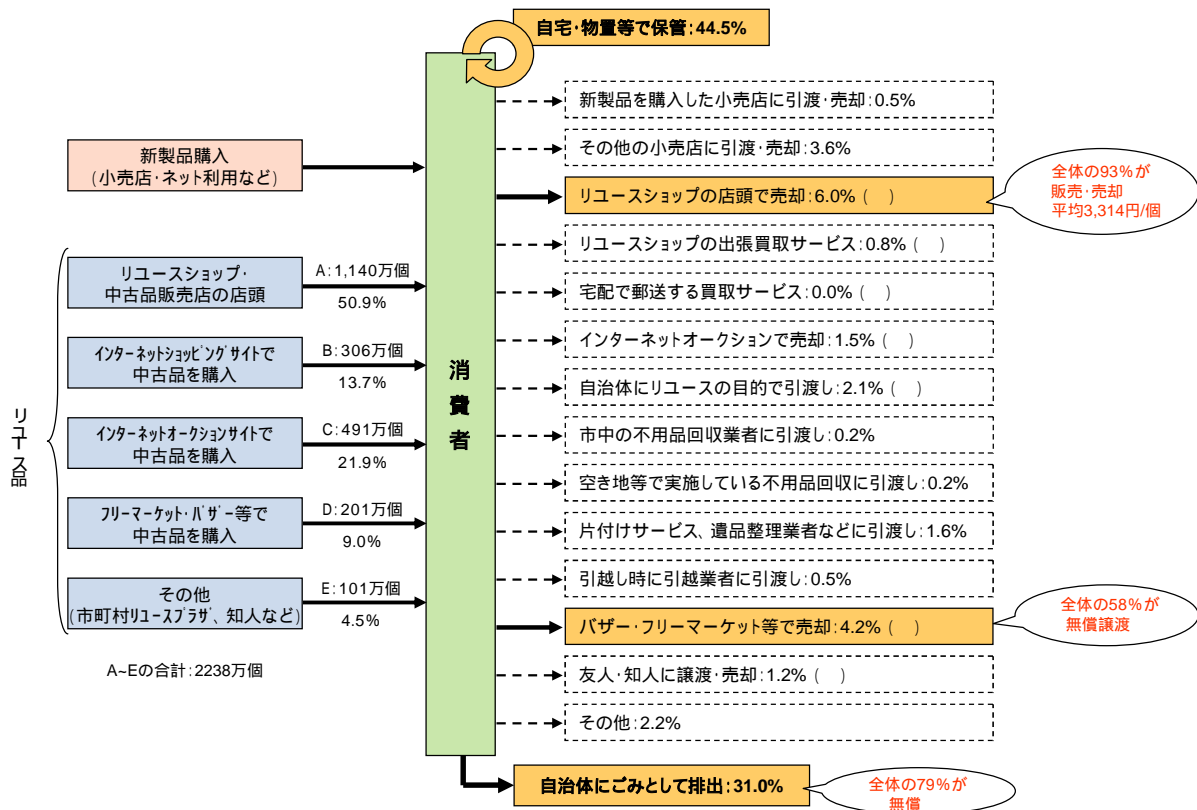 自宅・物置等で保管：44.5%
新製品を購入した小売店に引渡・売却：0.5%
その他の小売店に引渡・売却：3.6%
新製品購入
(小売店・ネット利用など)
リユースショップの店頭で売却：6.0% (　)
全体の93%が
販売・売却
平均3,314円/個
リユースショップの出張買取サービス：0.8% (　)
リユースショップ・
中古品販売店の店頭
A：1,140万個
50.9%
宅配で郵送する買取サービス：0.0% (　)
インターネットオークションで売却：1.5% (　)
インターネットショッピングサイトで
中古品を購入
B：306万個
13.7%
消費者
自治体にリユースの目的で引渡し：2.1% (　)
リユース品
インターネットオークションサイトで
中古品を購入
C：491万個
21.9%
市中の不用品回収業者に引渡し：0.2%
空き地等で実施している不用品回収に引渡し：0.2%
フリーマーケット・バザー等で
中古品を購入
D：201万個
9.0%
片付けサービス、遺品整理業者などに引渡し：1.6%
引越し時に引越業者に引渡し：0.5%
その他
(市町村リユースプラザ、知人など)
E：101万個
4.5%
バザー・フリーマーケット等で売却：4.2% (　)
全体の58%が
無償譲渡
A~Eの合計：2238万個
友人・知人に譲渡・売却：1.2% (　)
その他：2.2%
自治体にごみとして排出：31.0%
全体の79%が
無償